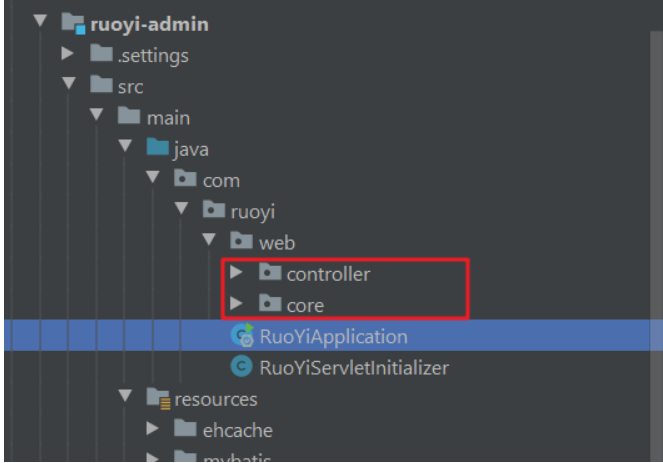 ruoyi-admin
.settings
src
main
java
com
ruoyi
web
controller
core
RuoYiApplication
RuoYiServletInitializer
resources
ehcache
mybatis